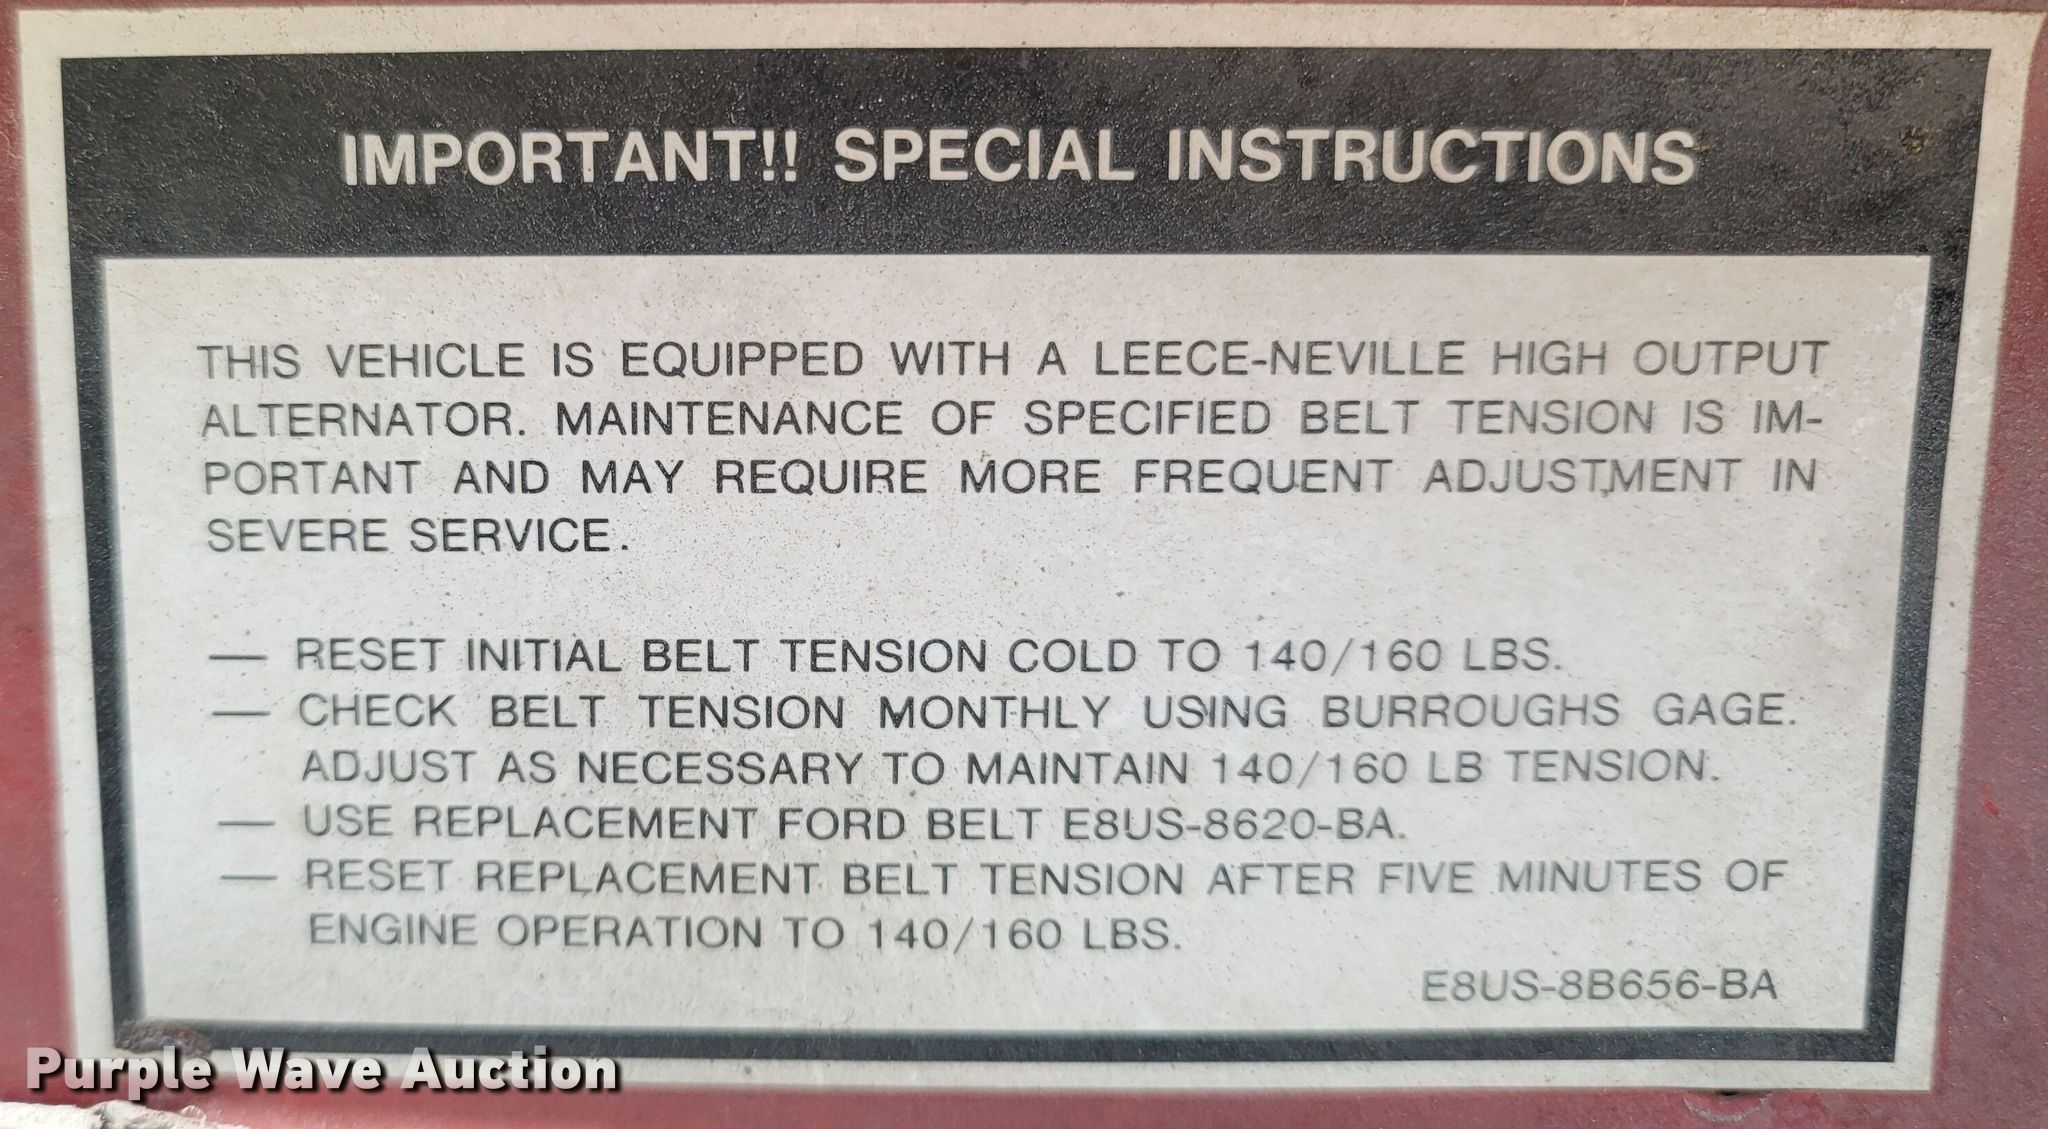 IMPORTANT!! SPECIAL INSTRUCTIONS
THIS VEHICLE IS EQUIPPED WITH A LEECE-NEVILLE HIGH OUTPUT
ALTERNATOR. MAINTENANCE OF SPECIFIED BELT TENSION IS IM-
PORTANT AND MAY REQUIRE MORE FREQUENT ADJUSTMENT IN
SEVERE SERVICE.
— RESET INITIAL BELT TENSION COLD TO 140/160 LBS.
— CHECK BELT TENSION MONTHLY USING BURROUGHS GAGE.
ADJUST AS NECESSARY TO MAINTAIN 140/160 LB TENSION.
— USE REPLACEMENT FORD BELT E8US-8620-BA.
— RESET REPLACEMENT BELT TENSION AFTER FIVE MINUTES OF
ENGINE OPERATION TO 140/160 LBS.
E8US-8B656-BA
Purple Wave Auction